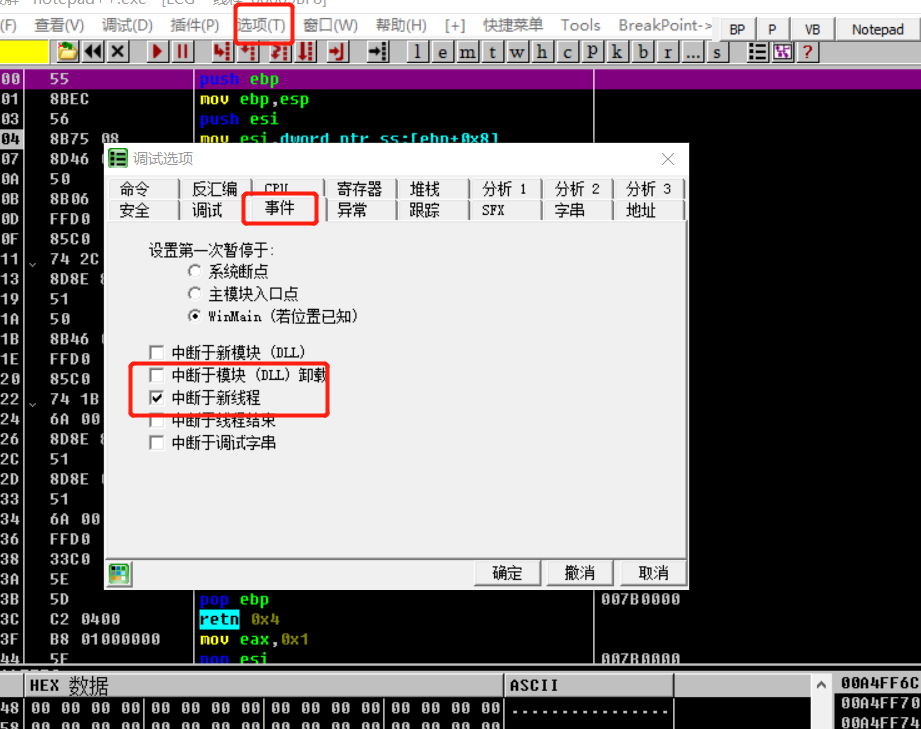 notepad++.exe
(F) 查看(V) 调试(D) 插件(P) 选项(T) 窗口(W) 帮助(H) [+] 快捷菜单 Tools BreakPoint-> BP P VB Notepad
l e m t w h c P k b r ... s ?
00 55 push ebp
01 8BEC mov ebp,esp
03 56 push esi
04 8B75 08 mov esi,dword ptr ss:[ebp+0x8]
07 8D46
0A 50
0B 8B06
0D FFD0
0F 85C0
11 74 2C
13 8D8E
19 51
1A 50
1B 8B46
1E FFD0
20 85C0
22 74 1B
24 6A 00
26 8D8E
2C 51
2D 8D8E
33 51
34 6A 00
36 FFD0
38 33C0
3A 5E
调试选项
命令 反汇编 CPU 寄存器 堆栈 分析 1 分析 2 分析 3
安全 调试 事件 异常 跟踪 SFX 字串 地址
设置第一次暂停于:
系统断点
主模块入口点
WinMain (若位置已知)
中断于新模块 (DLL)
中断于模块 (DLL) 卸载
中断于新线程
中断于线程结束
中断于调试字串
确定 撤消 取消
3B 5D pop ebp 007B0000
3C C2 0400 retn 0x4
3F B8 01000000 mov eax,0x1
44 5F pop esi 007B0000
HEX 数据 ASCII 00A4FF6C
48 00 00 00 00 00 00 00 00 00 00 00 00 00 00 00 00 ................ 00A4FF70
58 00 00 00 00 00 00 00 00 00 00 00 00 00 00 00 00 00A4FF74